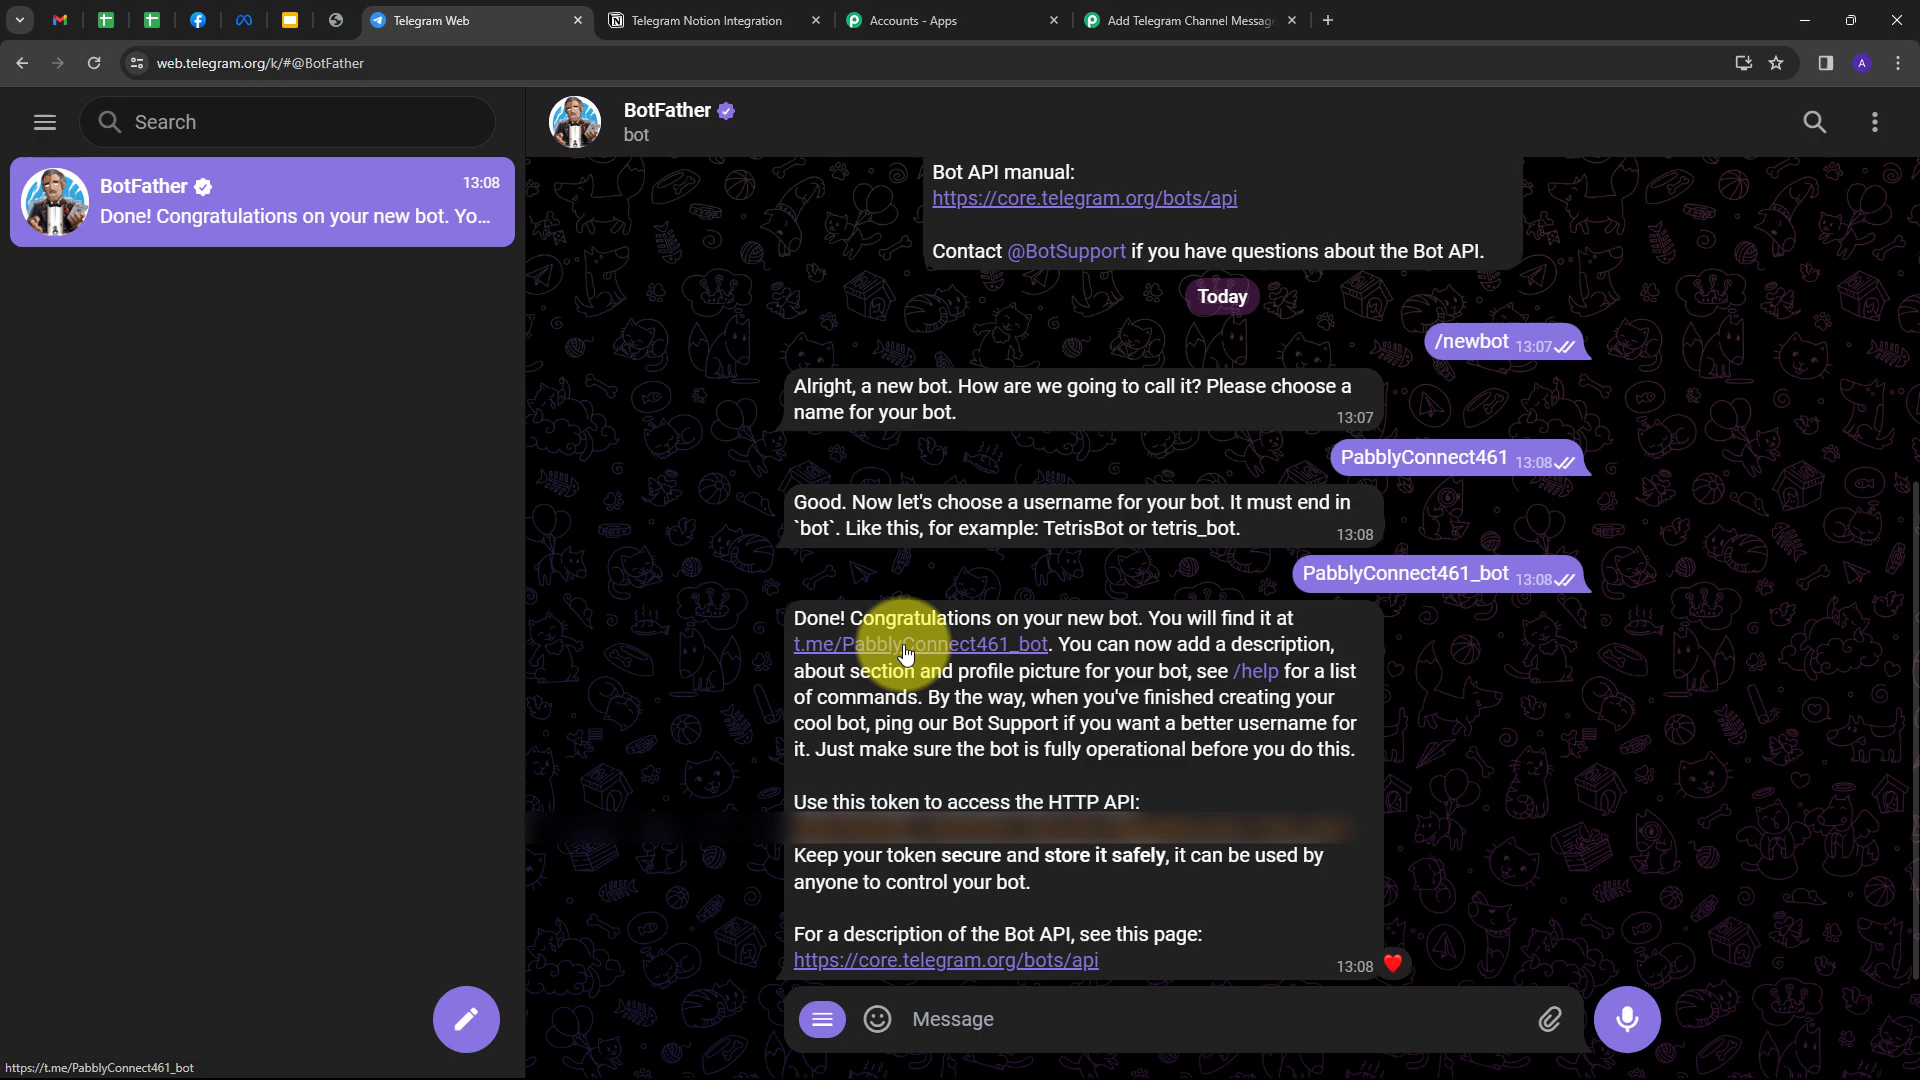 Telegram Web
Telegram Notion Integration
Accounts - Apps
Add Telegram Channel Messag
web.telegram.org/k/#@BotFather
A
Search
BotFather
bot
BotFather
13:08
Done! Congratulations on your new bot. Yo...
Bot API manual:
https://core.telegram.org/bots/api
Contact @BotSupport if you have questions about the Bot API.
Today
/newbot 13:07
Alright, a new bot. How are we going to call it? Please choose a
name for your bot.
13:07
PabblyConnect461 13:08
Good. Now let's choose a username for your bot. It must end in
`bot`. Like this, for example: TetrisBot or tetris_bot.
13:08
PabblyConnect461_bot 13:08
Done! Congratulations on your new bot. You will find it at
t.me/PabblyConnect461_bot. You can now add a description,
about section and profile picture for your bot, see /help for a list
of commands. By the way, when you've finished creating your
cool bot, ping our Bot Support if you want a better username for
it. Just make sure the bot is fully operational before you do this.
Use this token to access the HTTP API:
Keep your token secure and store it safely, it can be used by
anyone to control your bot.
For a description of the Bot API, see this page:
https://core.telegram.org/bots/api
13:08
Message
https://t.me/PabblyConnect461_bot